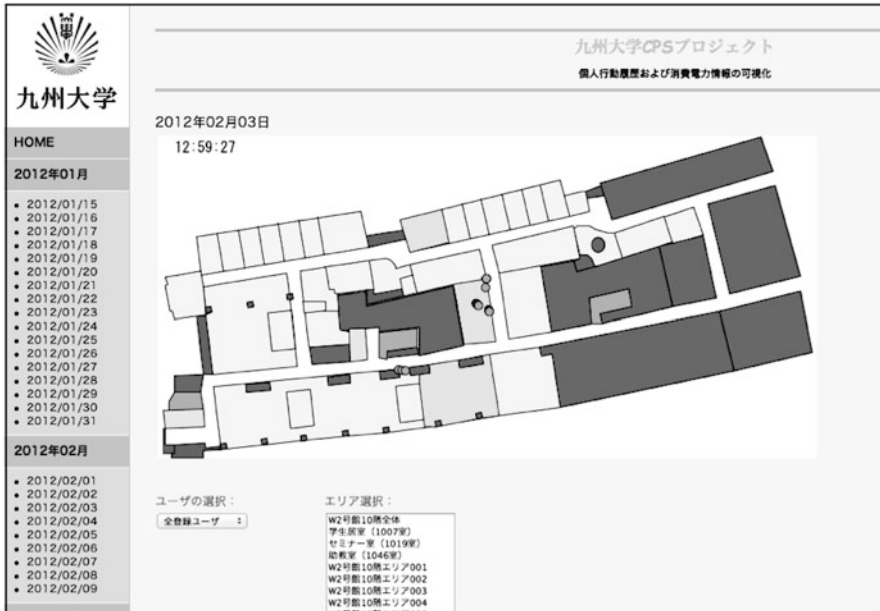 九州大学
HOME
2012年01月
2012/01/15
2012/01/16
2012/01/17
2012/01/18
2012/01/19
2012/01/20
2012/01/21
2012/01/22
2012/01/23
2012/01/24
2012/01/25
2012/01/26
2012/01/27
2012/01/28
2012/01/29
2012/01/30
2012/01/31
2012年02月
2012/02/01
2012/02/02
2012/02/03
2012/02/04
2012/02/05
2012/02/06
2012/02/07
2012/02/08
2012/02/09
九州大学CPSプロジェクト
個人行動履歴および消費電力情報の可視化
2012年02月03日
12:59:27
ユーザの選択：
全登録ユーザ
エリア選択：
W2号館10階全体
学生居室（1007室）
セミナー室（1019室）
助教室（1046室）
W2号館10階エリア001
W2号館10階エリア002
W2号館10階エリア003
W2号館10階エリア004